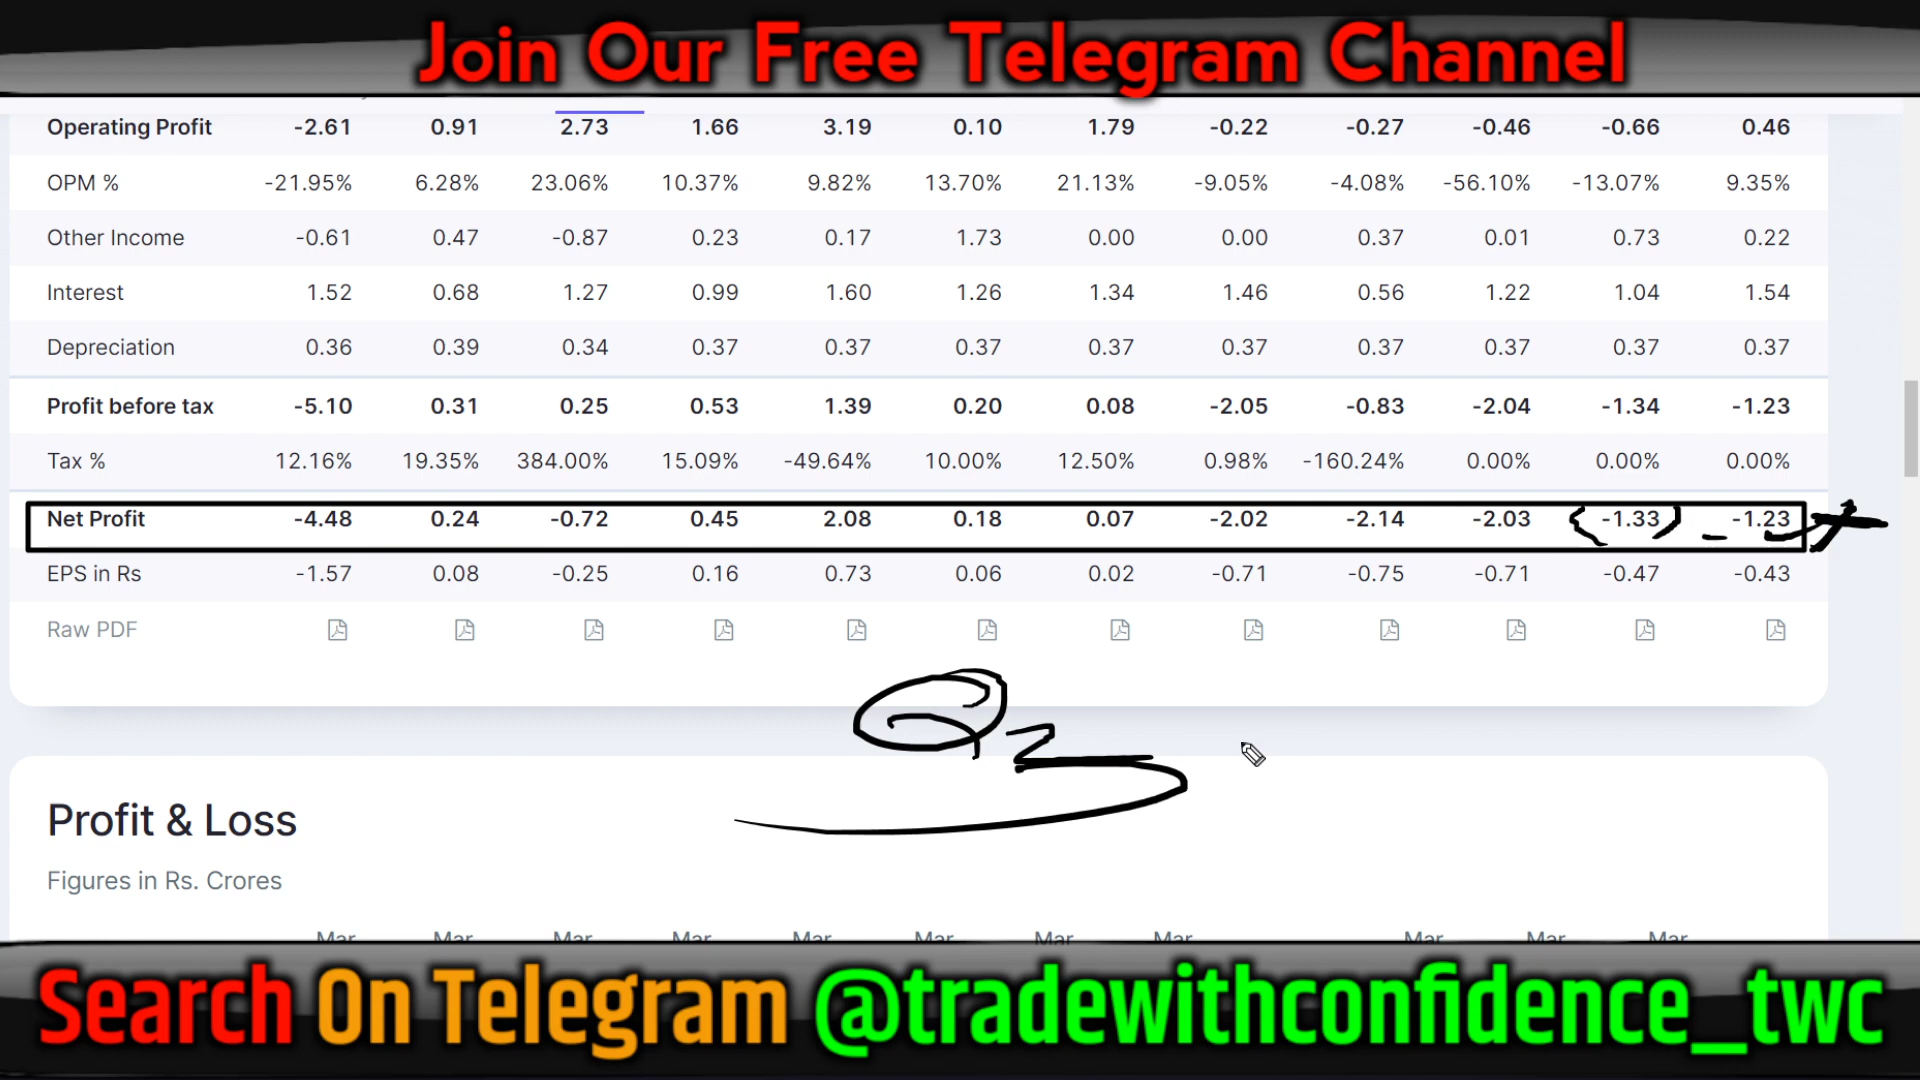 Join Our Free Telegram Channel
Operating Profit -2.61 0.91 2.73 1.66 3.19 0.10 1.79 -0.22 -0.27 -0.46 -0.66 0.46
OPM % -21.95% 6.28% 23.06% 10.37% 9.82% 13.70% 21.13% -9.05% -4.08% -56.10% -13.07% 9.35%
Other Income -0.61 0.47 -0.87 0.23 0.17 1.73 0.00 0.00 0.37 0.01 0.73 0.22
Interest 1.52 0.68 1.27 0.99 1.60 1.26 1.34 1.46 0.56 1.22 1.04 1.54
Depreciation 0.36 0.39 0.34 0.37 0.37 0.37 0.37 0.37 0.37 0.37 0.37 0.37
Profit before tax -5.10 0.31 0.25 0.53 1.39 0.20 0.08 -2.05 -0.83 -2.04 -1.34 -1.23
Tax % 12.16% 19.35% 384.00% 15.09% -49.64% 10.00% 12.50% 0.98% -160.24% 0.00% 0.00% 0.00%
Net Profit -4.48 0.24 -0.72 0.45 2.08 0.18 0.07 -2.02 -2.14 -2.03 -1.33 -1.23
EPS in Rs -1.57 0.08 -0.25 0.16 0.73 0.06 0.02 -0.71 -0.75 -0.71 -0.47 -0.43
Raw PDF
Q2
Profit & Loss
Figures in Rs. Crores
Mar Mar Mar Mar Mar Mar Mar Mar Mar Mar Mar
Search On Telegram @tradewithconfidence_twc